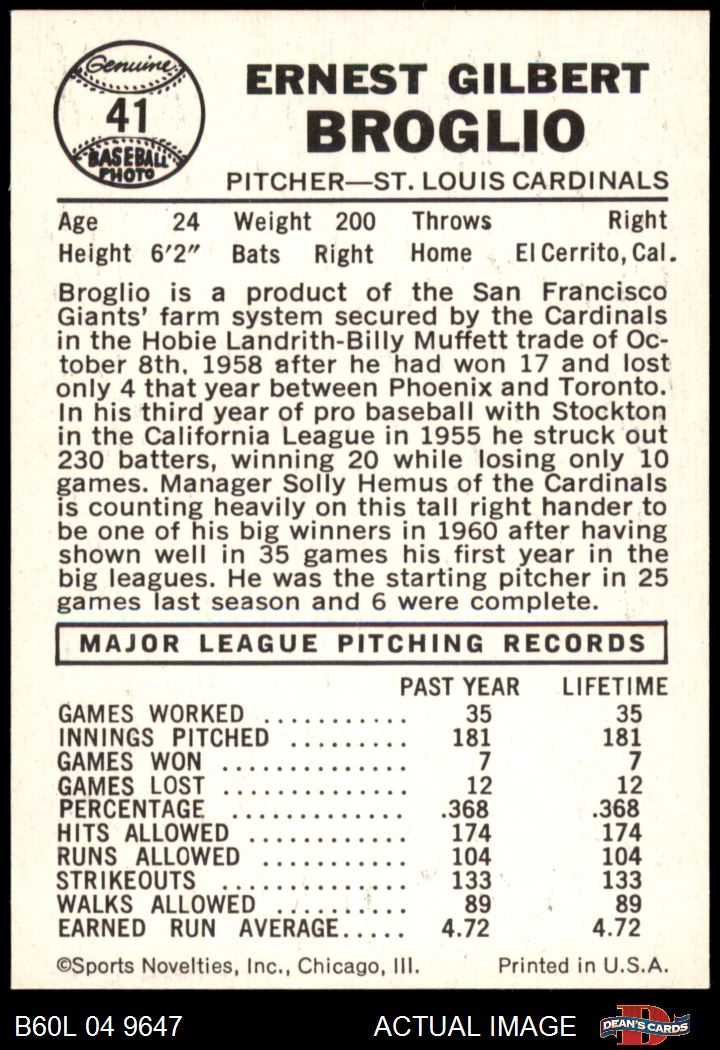 Genuine
41
BASEBALL
PHOTO
ERNEST GILBERT
BROGLIO
PITCHER—ST. LOUIS CARDINALS
Age 24 Weight 200 Throws Right
Height 6'2" Bats Right Home El Cerrito, Cal.
Broglio is a product of the San Francisco
Giants' farm system secured by the Cardinals
in the Hobie Landrith-Billy Muffett trade of Oc-
tober 8th, 1958 after he had won 17 and lost
only 4 that year between Phoenix and Toronto.
In his third year of pro baseball with Stockton
in the California League in 1955 he struck out
230 batters, winning 20 while losing only 10
games. Manager Solly Hemus of the Cardinals
is counting heavily on this tall right hander to
be one of his big winners in 1960 after having
shown well in 35 games his first year in the
big leagues. He was the starting pitcher in 25
games last season and 6 were complete.
MAJOR LEAGUE PITCHING RECORDS
PAST YEAR LIFETIME
GAMES WORKED ........... 35 35
INNINGS PITCHED ......... 181 181
GAMES WON .............. 7 7
GAMES LOST ............. 12 12
PERCENTAGE ............. .368 .368
HITS ALLOWED ............ 174 174
RUNS ALLOWED ........... 104 104
STRIKEOUTS .............. 133 133
WALKS ALLOWED .......... 89 89
EARNED RUN AVERAGE..... 4.72 4.72
©Sports Novelties, Inc., Chicago, Ill. Printed in U.S.A.
B60L 04 9647 ACTUAL IMAGE D DEAN'S CARDS